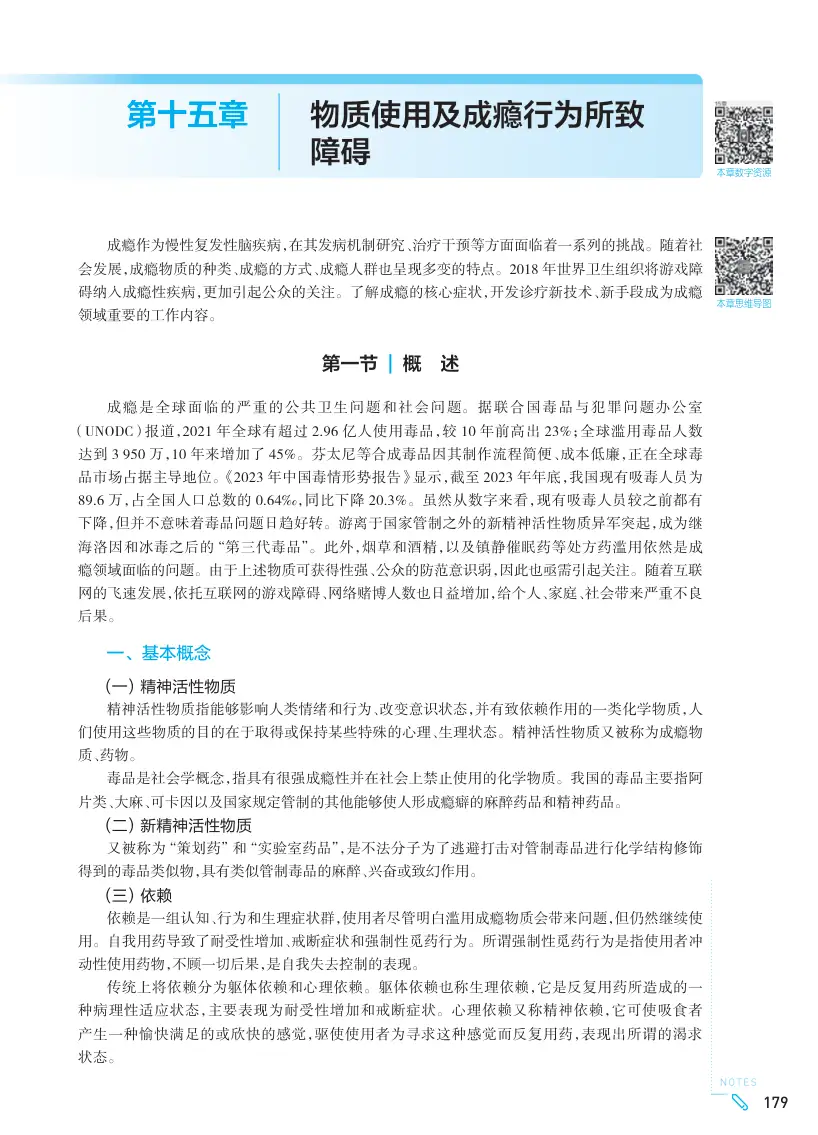 第十五章
物质使用及成瘾行为所致
障碍
本章数字资源
成瘾作为慢性复发性脑疾病,在其发病机制研究、治疗干预等方面面临着一系列的挑战。随着社
会发展,成瘾物质的种类、成瘾的方式、成瘾人群也呈现多变的特点。2018 年世界卫生组织将游戏障
碍纳入成瘾性疾病,更加引起公众的关注。了解成瘾的核心症状,开发诊疗新技术、新手段成为成瘾
领域重要的工作内容。
本章思维导图
第一节 | 概 述
成瘾是全球面临的严重的公共卫生问题和社会问题。据联合国毒品与犯罪问题办公室
(UNODC)报道,2021 年全球有超过 2.96 亿人使用毒品,较 10 年前高出 23%;全球滥用毒品人数
达到 3 950 万,10 年来增加了 45%。芬太尼等合成毒品因其制作流程简便、成本低廉,正在全球毒
品市场占据主导地位。《2023 年中国毒情形势报告》显示,截至 2023 年年底,我国现有吸毒人员为
89.6 万,占全国人口总数的 0.64‰,同比下降 20.3%。虽然从数字来看,现有吸毒人员较之前都有
下降,但并不意味着毒品问题日趋好转。游离于国家管制之外的新精神活性物质异军突起,成为继
海洛因和冰毒之后的“第三代毒品”。此外,烟草和酒精,以及镇静催眠药等处方药滥用依然是成
瘾领域面临的问题。由于上述物质可获得性强、公众的防范意识弱,因此也亟需引起关注。随着互联
网的飞速发展,依托互联网的游戏障碍、网络赌博人数也日益增加,给个人、家庭、社会带来严重不良
后果。
一、基本概念
(一)精神活性物质
精神活性物质指能够影响人类情绪和行为、改变意识状态,并有致依赖作用的一类化学物质,人
们使用这些物质的目的在于取得或保持某些特殊的心理、生理状态。精神活性物质又被称为成瘾物
质、药物。
毒品是社会学概念,指具有很强成瘾性并在社会上禁止使用的化学物质。我国的毒品主要指阿
片类、大麻、可卡因以及国家规定管制的其他能够使人形成瘾癖的麻醉药品和精神药品。
(二)新精神活性物质
又被称为“策划药”和“实验室药品”,是不法分子为了逃避打击对管制毒品进行化学结构修饰
得到的毒品类似物,具有类似管制毒品的麻醉、兴奋或致幻作用。
(三)依赖
依赖是一组认知、行为和生理症状群,使用者尽管明白滥用成瘾物质会带来问题,但仍然继续使
用。自我用药导致了耐受性增加、戒断症状和强制性觅药行为。所谓强制性觅药行为是指使用者冲
动性使用药物,不顾一切后果,是自我失去控制的表现。
传统上将依赖分为躯体依赖和心理依赖。躯体依赖也称生理依赖,它是反复用药所造成的一
种病理性适应状态,主要表现为耐受性增加和戒断症状。心理依赖又称精神依赖,它可使吸食者
产生一种愉快满足的或欣快的感觉,驱使使用者为寻求这种感觉而反复用药,表现出所谓的渴求
状态。
NOTES
179